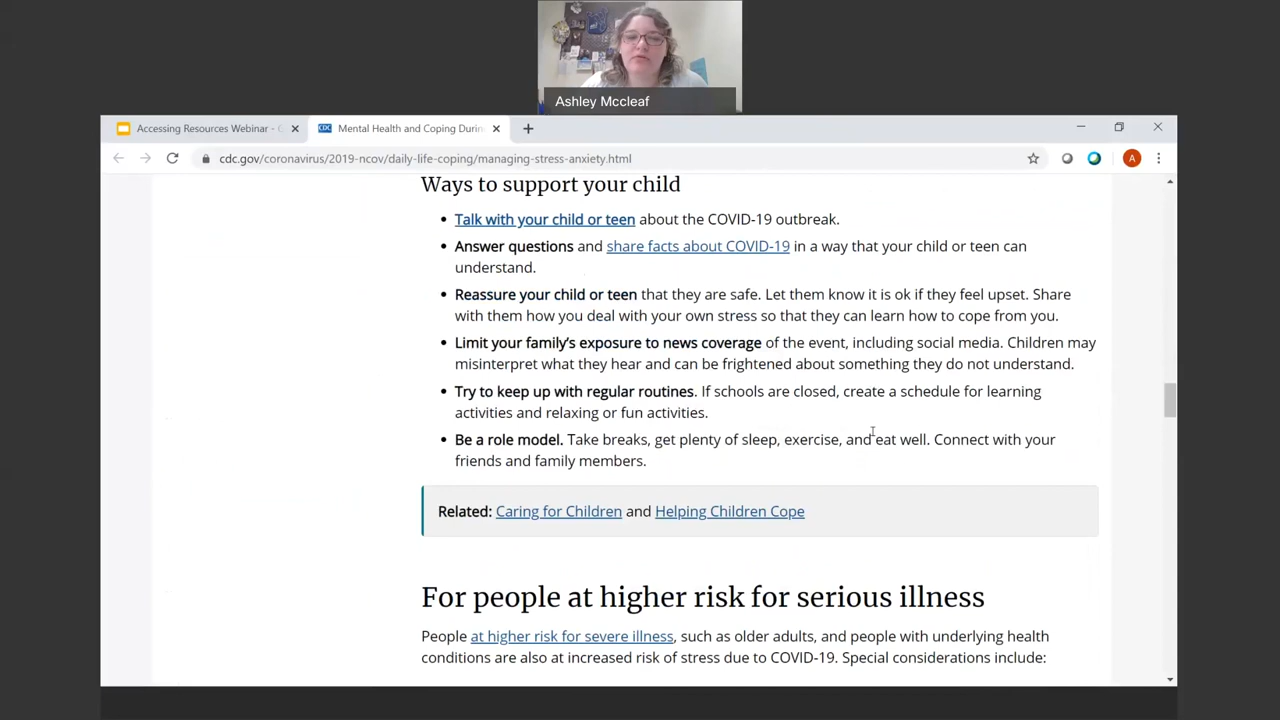 Ashley Mccleaf
Accessing Resources Webinar -
CDC
Mental Health and Coping Durin
cdc.gov/coronavirus/2019-ncov/daily-life-coping/managing-stress-anxiety.html
A
Ways to support your child
• Talk with your child or teen about the COVID-19 outbreak.
• Answer questions and share facts about COVID-19 in a way that your child or teen can
understand.
• Reassure your child or teen that they are safe. Let them know it is ok if they feel upset. Share
with them how you deal with your own stress so that they can learn how to cope from you.
• Limit your family's exposure to news coverage of the event, including social media. Children may
misinterpret what they hear and can be frightened about something they do not understand.
• Try to keep up with regular routines. If schools are closed, create a schedule for learning
activities and relaxing or fun activities.
• Be a role model. Take breaks, get plenty of sleep, exercise, and eat well. Connect with your
friends and family members.
Related: Caring for Children and Helping Children Cope
For people at higher risk for serious illness
People at higher risk for severe illness, such as older adults, and people with underlying health
conditions are also at increased risk of stress due to COVID-19. Special considerations include: